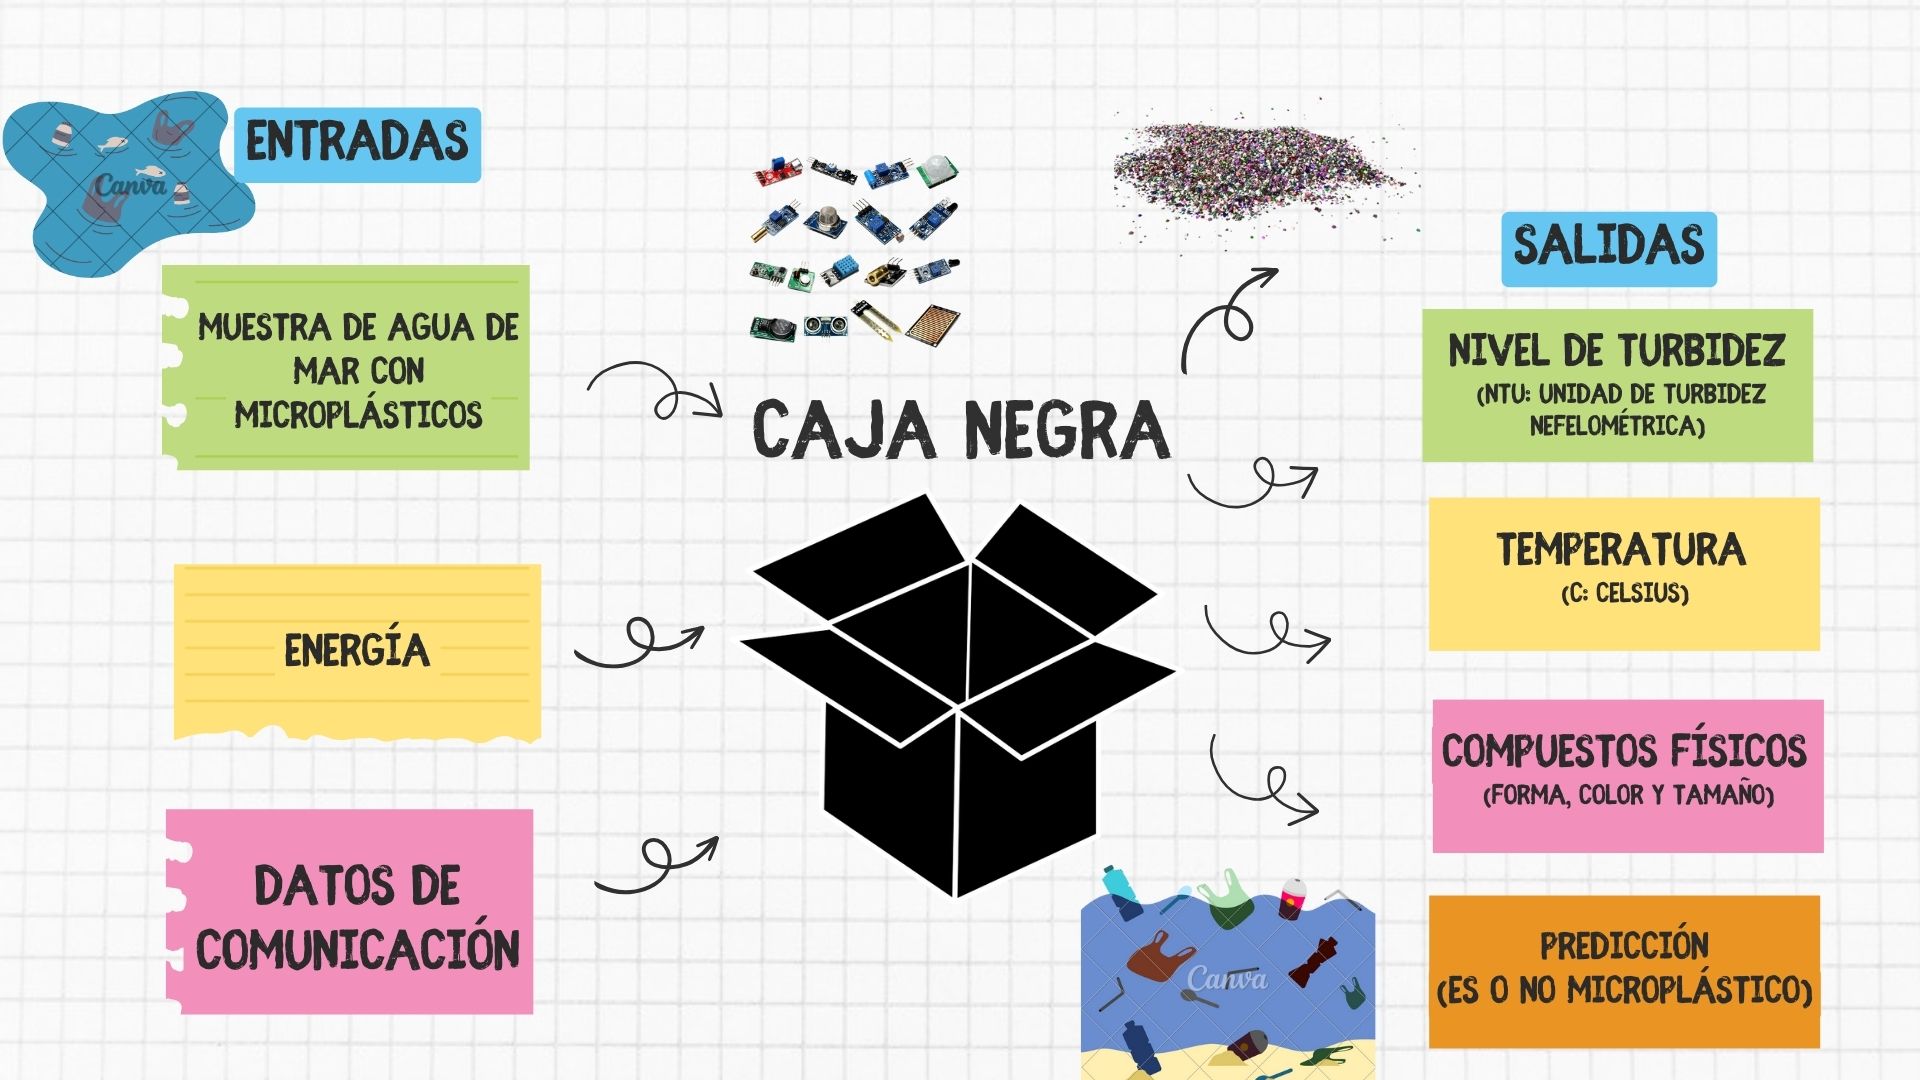 ENTRADAS
Canva
MUESTRA DE AGUA DE
MAR CON
MICROPLÁSTICOS
ENERGÍA
DATOS DE
COMUNICACIÓN
CAJA NEGRA
Canva
SALIDAS
NIVEL DE TURBIDEZ
(NTU: UNIDAD DE TURBIDEZ
NEFELOMÉTRICA)
TEMPERATURA
(C: CELSIUS)
COMPUESTOS FÍSICOS
(FORMA, COLOR Y TAMAÑO)
PREDICCIÓN
(ES O NO MICROPLÁSTICO)